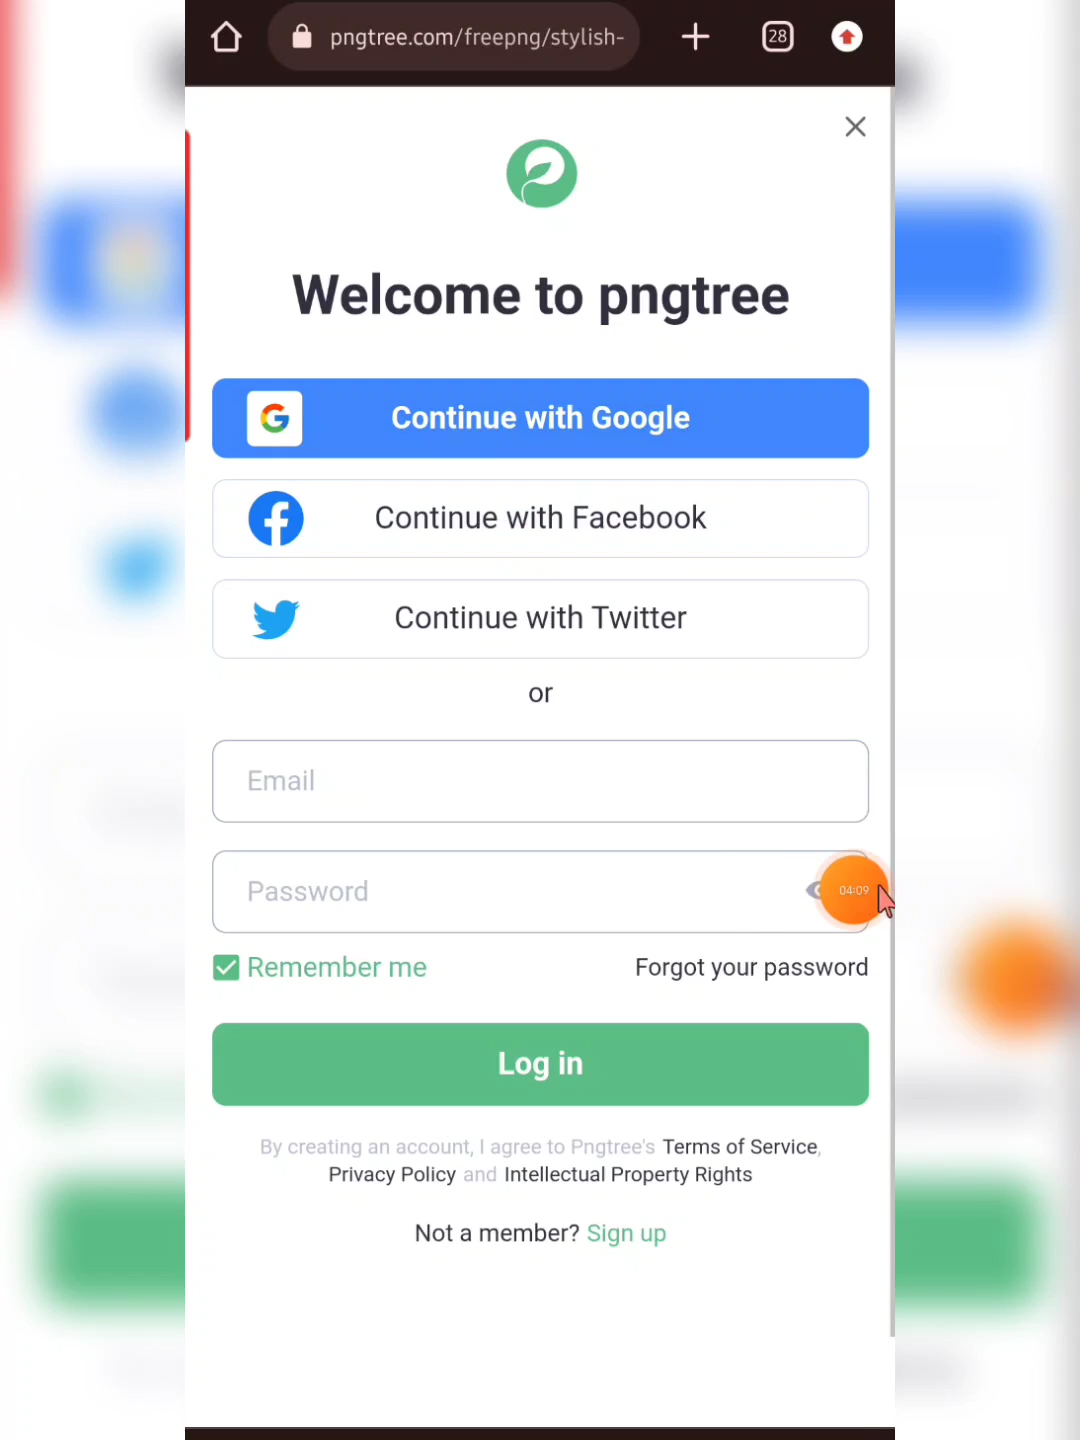 pngtree.com/freepng/stylish-
28
Welcome to pngtree
Continue with Google
Continue with Facebook
Continue with Twitter
or
Email
Password
04:09
Remember me
Forgot your password
Log in
By creating an account, I agree to Pngtree's Terms of Service,
Privacy Policy and Intellectual Property Rights
Not a member? Sign up